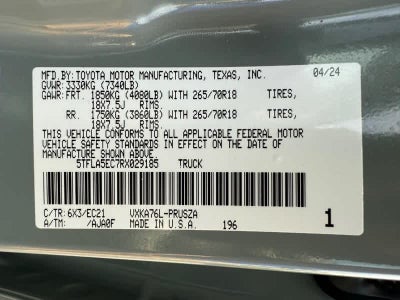 MFD.BY:TOYOTA MOTOR MANUFACTURING, TEXAS, INC. 04/24
GVWR:3330KG (7340LB)
GAWR:FRT. 1850KG (4080LB) WITH 265/70R18 TIRES,
18X7.5J RIMS.
RR. 1750KG (3860LB) WITH 265/70R18 TIRES,
18X7.5J RIMS.
THIS VEHICLE CONFORMS TO ALL APPLICABLE FEDERAL MOTOR
VEHICLE SAFETY STANDARDS IN EFFECT ON THE DATE OF
MANUFACTURE SHOWN ABOVE.
5TFLA5EC7RX029185 TRUCK
C/TR: 6X3/EC21 VXKA76L-PRUSZA
A/TM: /AJA0F MADE IN U.S.A. 196 1